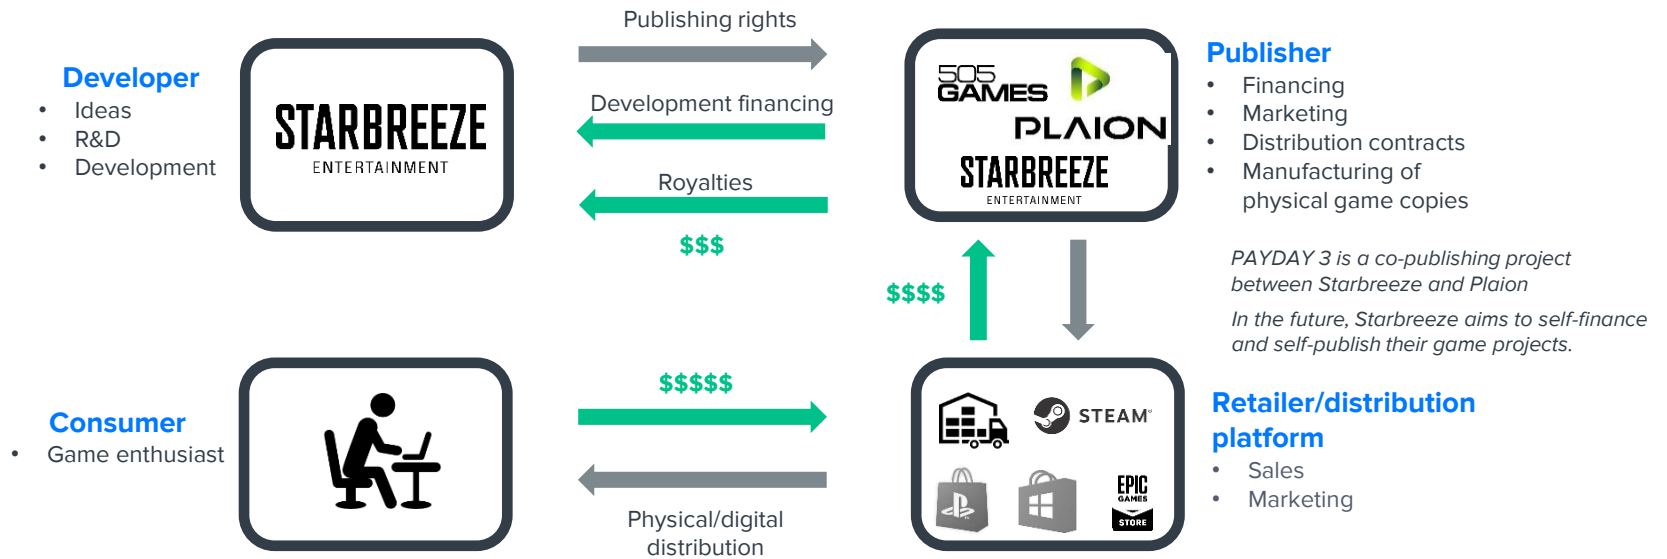 Developer
• Ideas
• R&D
• Development
STARBREEZE
ENTERTAINMENT
Publishing rights
Development financing
Royalties
$$$
505
GAMES
PLAION
STARBREEZE
ENTERTAINMENT
Publisher
• Financing
• Marketing
• Distribution contracts
• Manufacturing of
physical game copies
PAYDAY 3 is a co-publishing project
between Starbreeze and Plaion
In the future, Starbreeze aims to self-finance
and self-publish their game projects.
$$$$
Consumer
• Game enthusiast
$$$$$
Physical/digital
distribution
STEAM®
EPIC
GAMES
STORE
Retailer/distribution
platform
• Sales
• Marketing